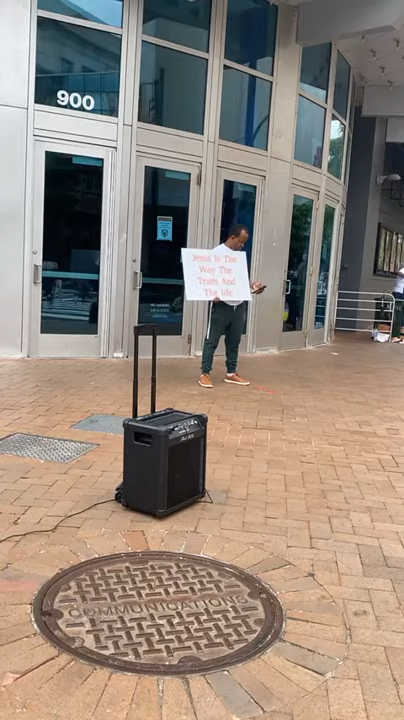 900
Jesus Is The
Way The
Truth And
The life
COMMUNICATIONS